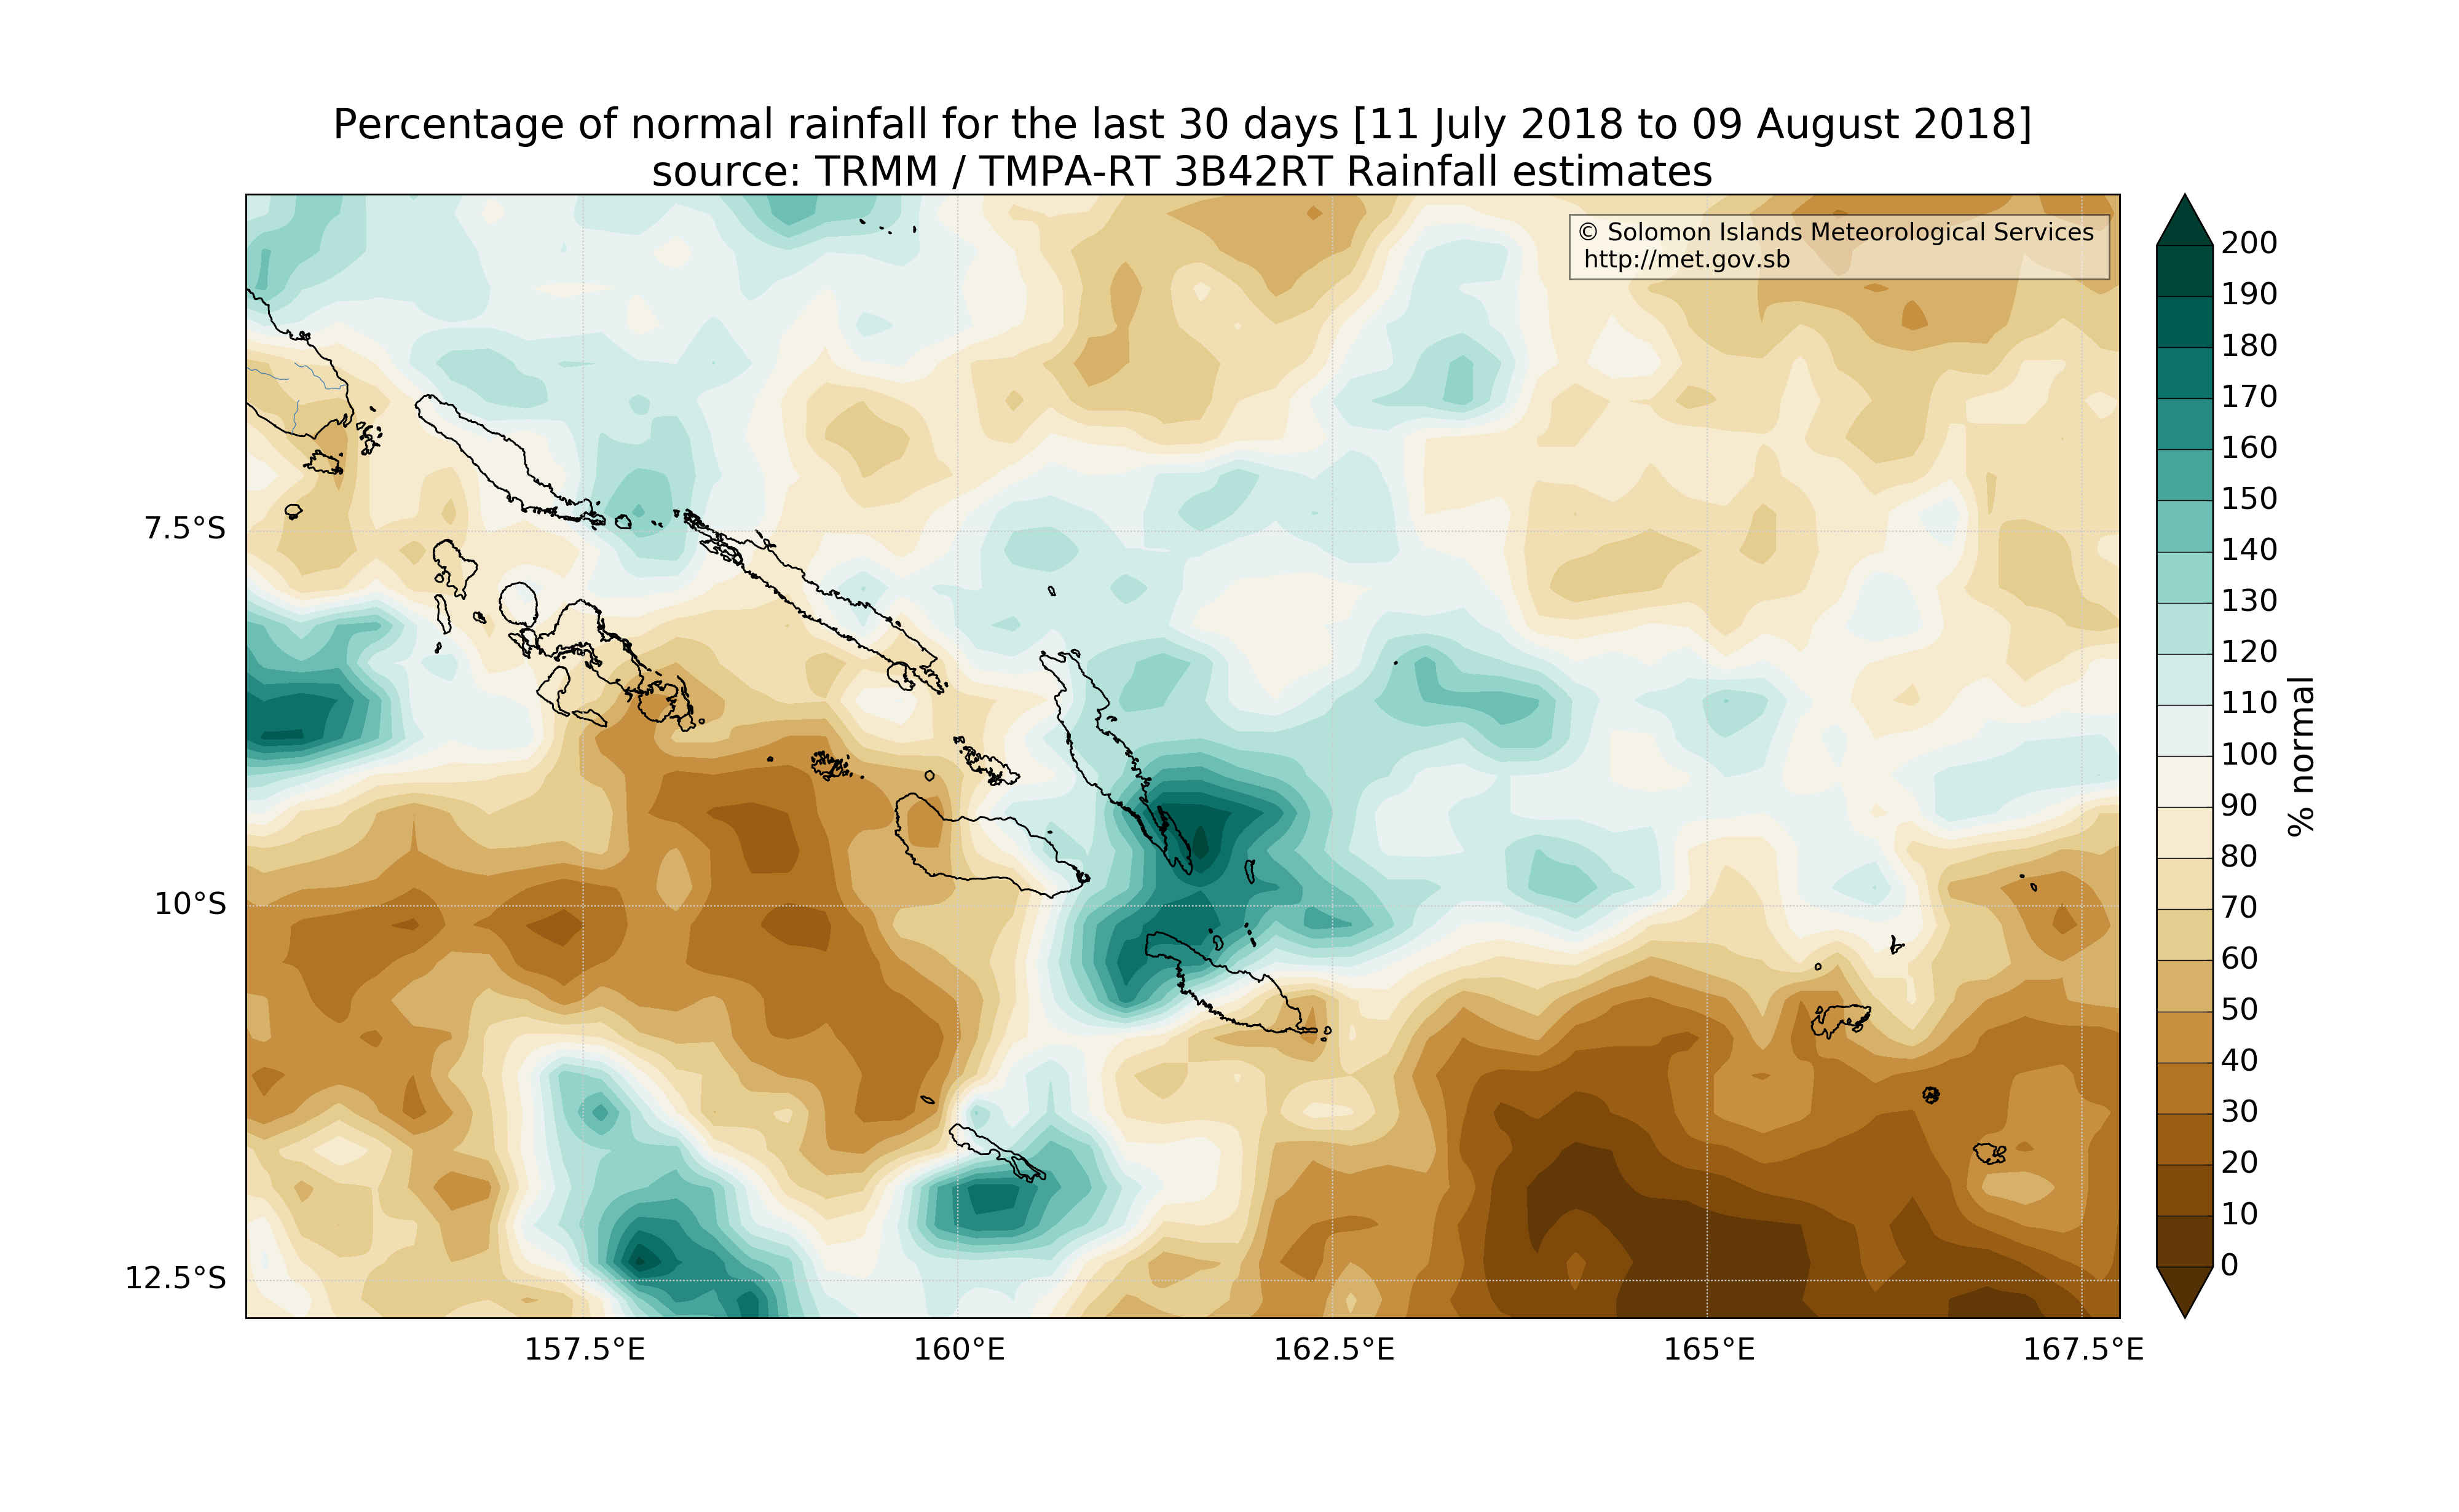 Percentage of normal rainfall for the last 30 days [11 July 2018 to 09 August 2018]
source: TRMM / TMPA-RT 3B42RT Rainfall estimates
© Solomon Islands Meteorological Services
http://met.gov.sb
7.5°S
10°S
12.5°S
157.5°E
160°E
162.5°E
165°E
167.5°E
200
190
180
170
160
150
140
130
120
110
100
90
80
70
60
50
40
30
20
10
0
% normal